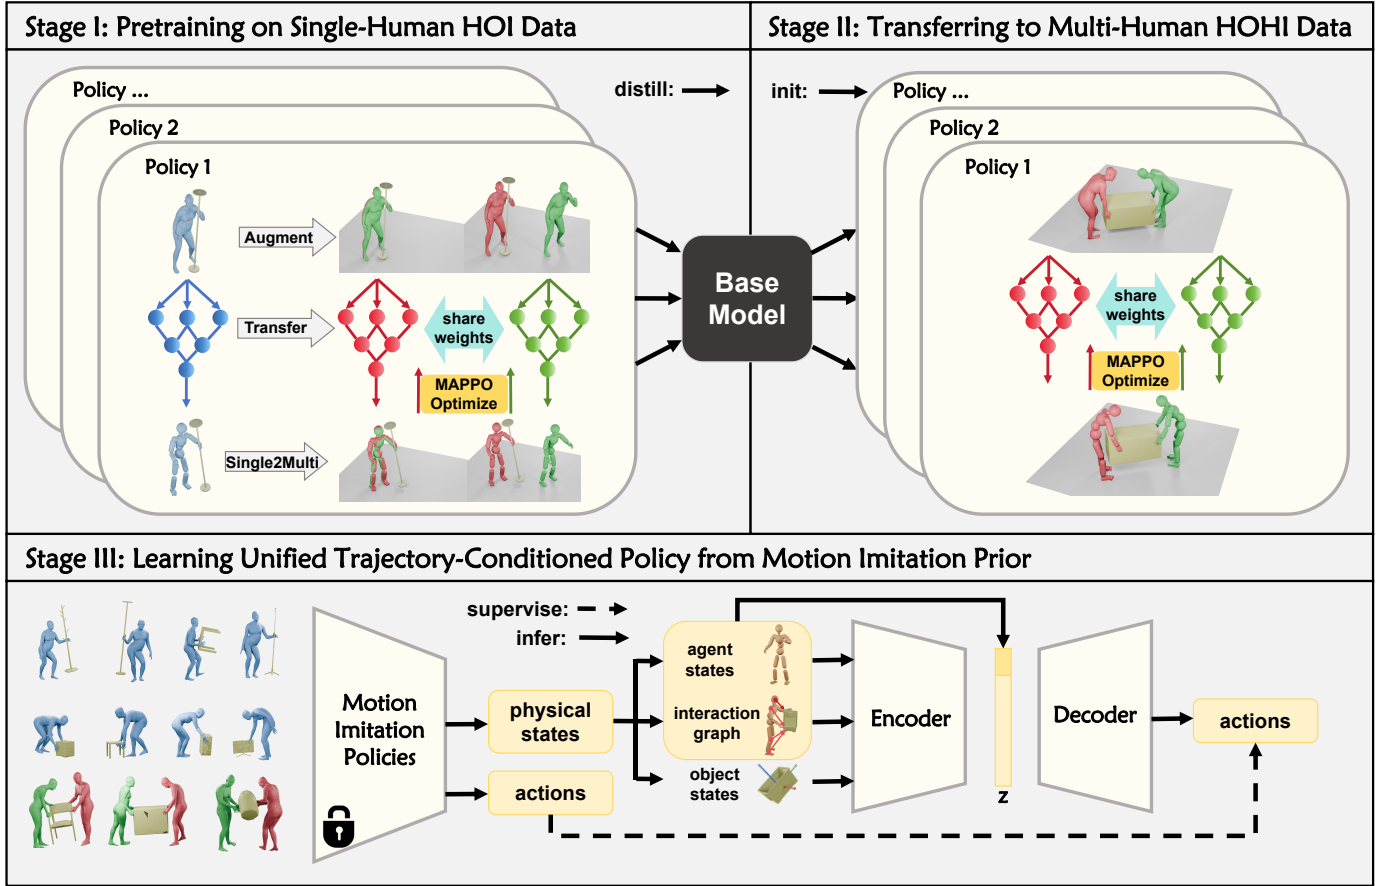 Stage I: Pretraining on Single-Human HOI Data
Stage II: Transferring to Multi-Human HOHI Data
Policy ...
Policy 2
Policy 1
distill:
Augment
Transfer
share
weights
MAPPO
Optimize
Single2Multi
Base
Model
init:
Policy ...
Policy 2
Policy 1
share
weights
MAPPO
Optimize
Stage III: Learning Unified Trajectory-Conditioned Policy from Motion Imitation Prior
supervise:
infer:
Motion
Imitation
Policies
physical
states
actions
agent
states
interaction
graph
object
states
Encoder
z
Decoder
actions